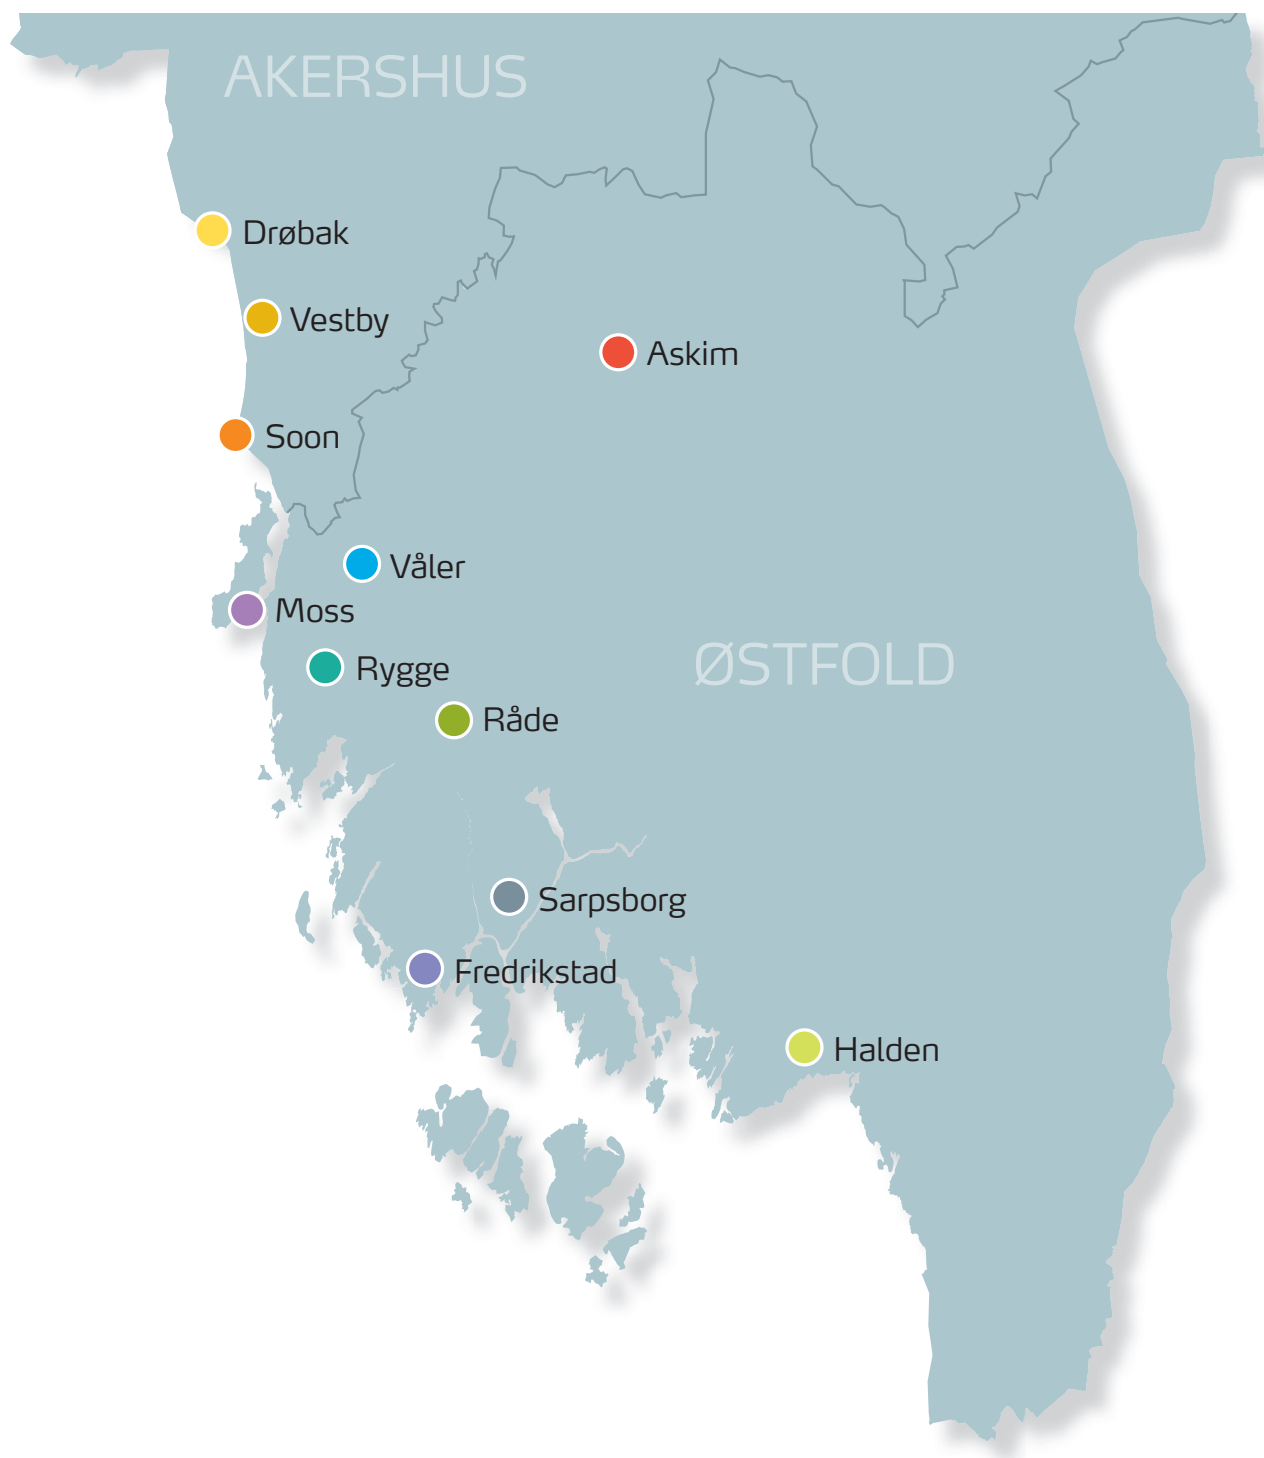 AKERSHUS
Drøbak
Vestby
Askim
Soon
Våler
Moss
ØSTFOLD
Rygge
Råde
Sarpsborg
Fredrikstad
Halden